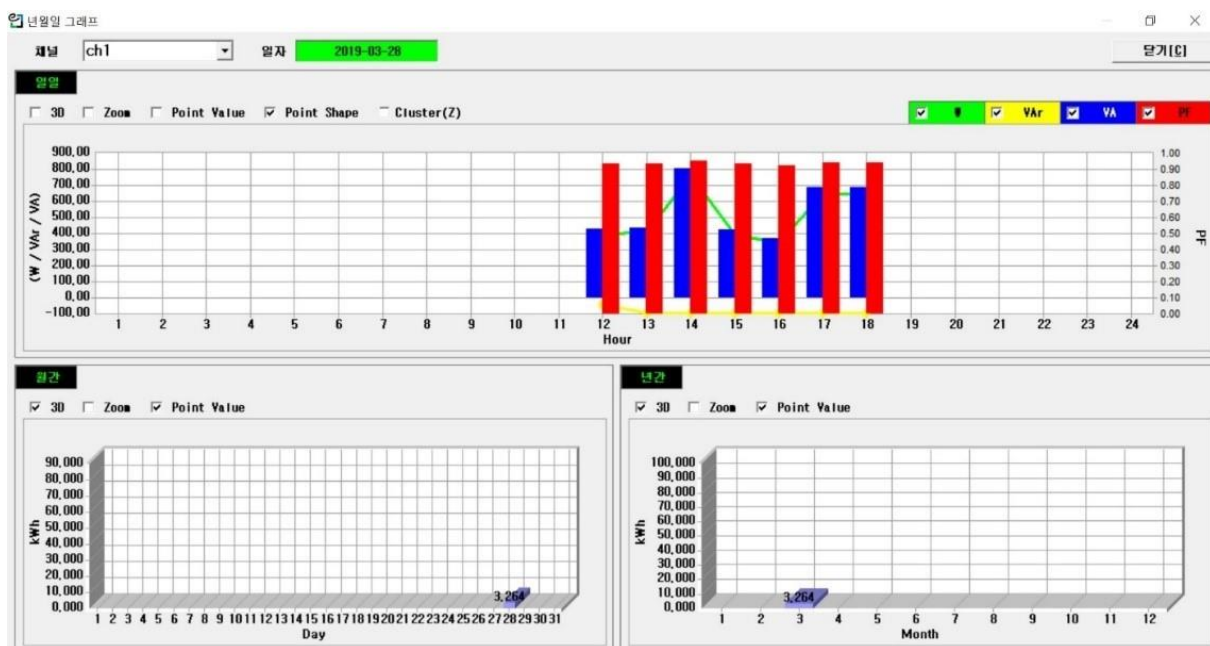 년월일 그래프
채널 ch1 일자 2019-03-28 닫기[C]
일일
3D Zoom Point Value Point Shape Cluster(Z) W VAr VA PF
900,00
800,00
700,00
600,00
500,00
400,00
300,00
200,00
100,00
0,00
-100,00
(W / VAr / VA)
1.00
0.90
0.80
0.70
0.60
0.50
0.40
0.30
0.20
0.10
0.00
PF
1 2 3 4 5 6 7 8 9 10 11 12 13 14 15 16 17 18 19 20 21 22 23 24
Hour
월간
3D Zoom Point Value
90,000
80,000
70,000
60,000
50,000
40,000
30,000
20,000
10,000
0,000
kWh
3,264
1 2 3 4 5 6 7 8 9 10 11 12 13 14 15 16 17 18 19 20 21 22 23 24 25 26 27 28 29 30 31
Day
년간
3D Zoom Point Value
100,000
90,000
80,000
70,000
60,000
50,000
40,000
30,000
20,000
10,000
0,000
kWh
3,264
1 2 3 4 5 6 7 8 9 10 11 12
Month